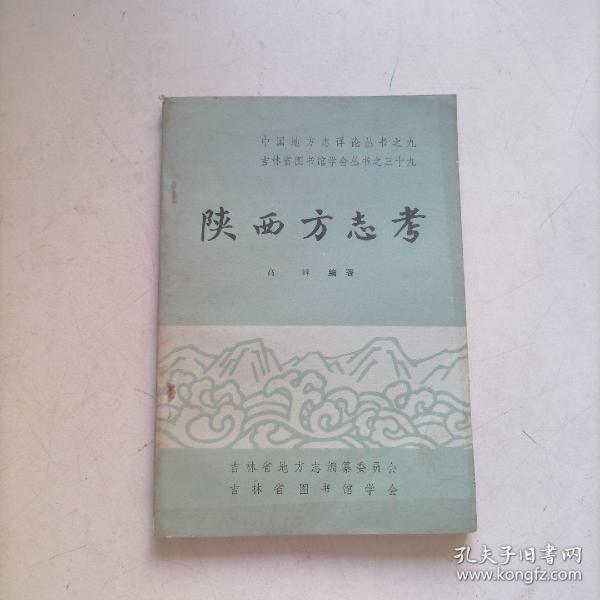 中国地方志详论丛书之九
吉林省图书馆学会丛书之三十九
陕西方志考
高峰 编著
吉林省地方志编纂委员会
吉林省图书馆学会
孔夫子旧书网
www.kongfz.com